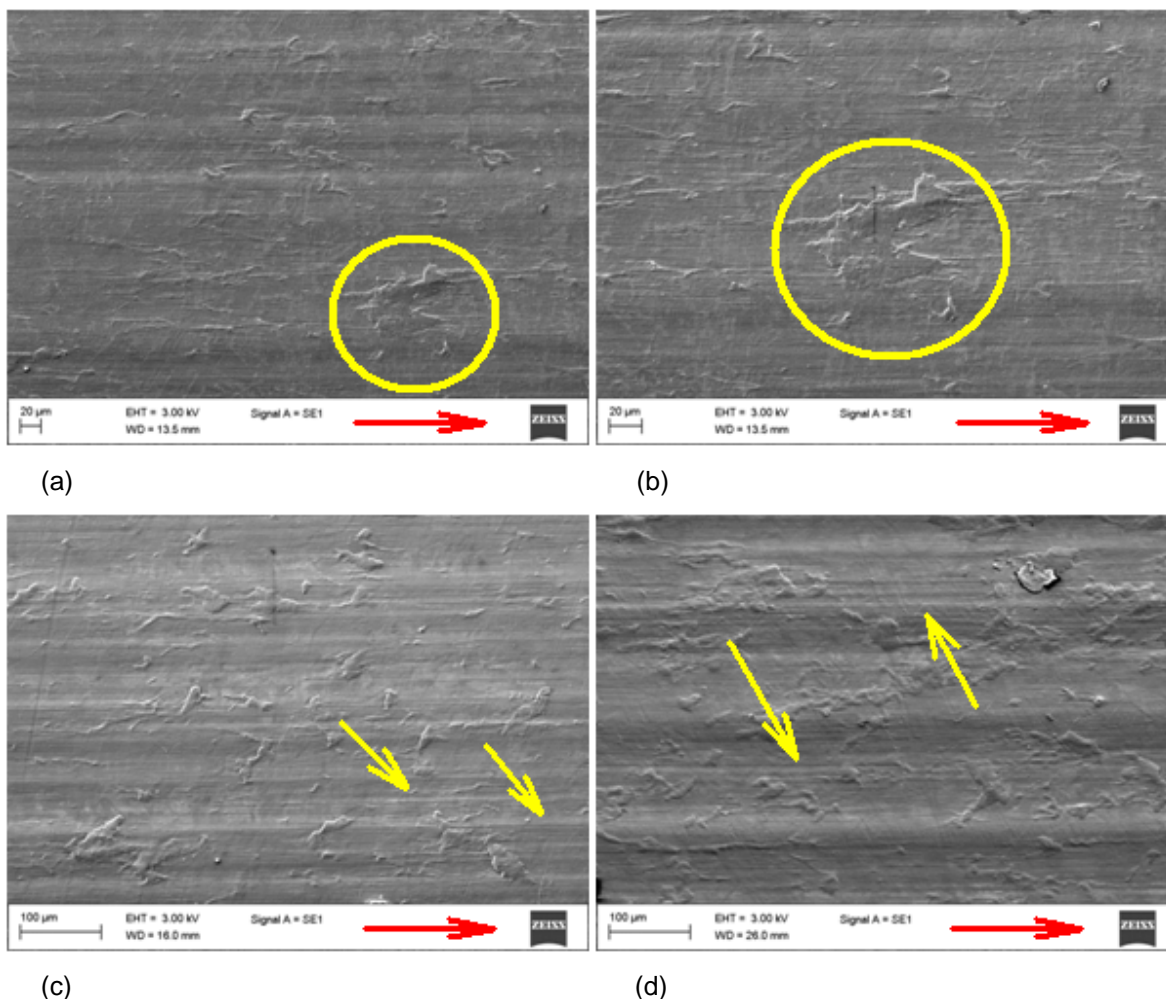 20 µm EHT = 3.00 kV Signal A = SE1 ZEISS
WD = 13.5 mm
20 µm EHT = 3.00 kV Signal A = SE1 ZEISS
WD = 13.5 mm
(a) (b)
100 µm EHT = 3.00 kV Signal A = SE1 ZEISS
WD = 16.0 mm
100 µm EHT = 3.00 kV Signal A = SE1 ZEISS
WD = 26.0 mm
(c) (d)